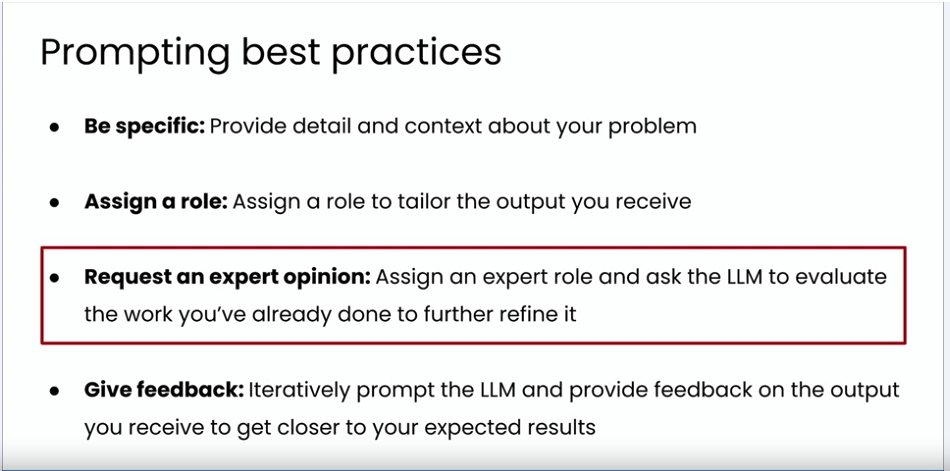 Prompting best practices
● Be specific: Provide detail and context about your problem
● Assign a role: Assign a role to tailor the output you receive
● Request an expert opinion: Assign an expert role and ask the LLM to evaluate
the work you’ve already done to further refine it
● Give feedback: Iteratively prompt the LLM and provide feedback on the output
you receive to get closer to your expected results